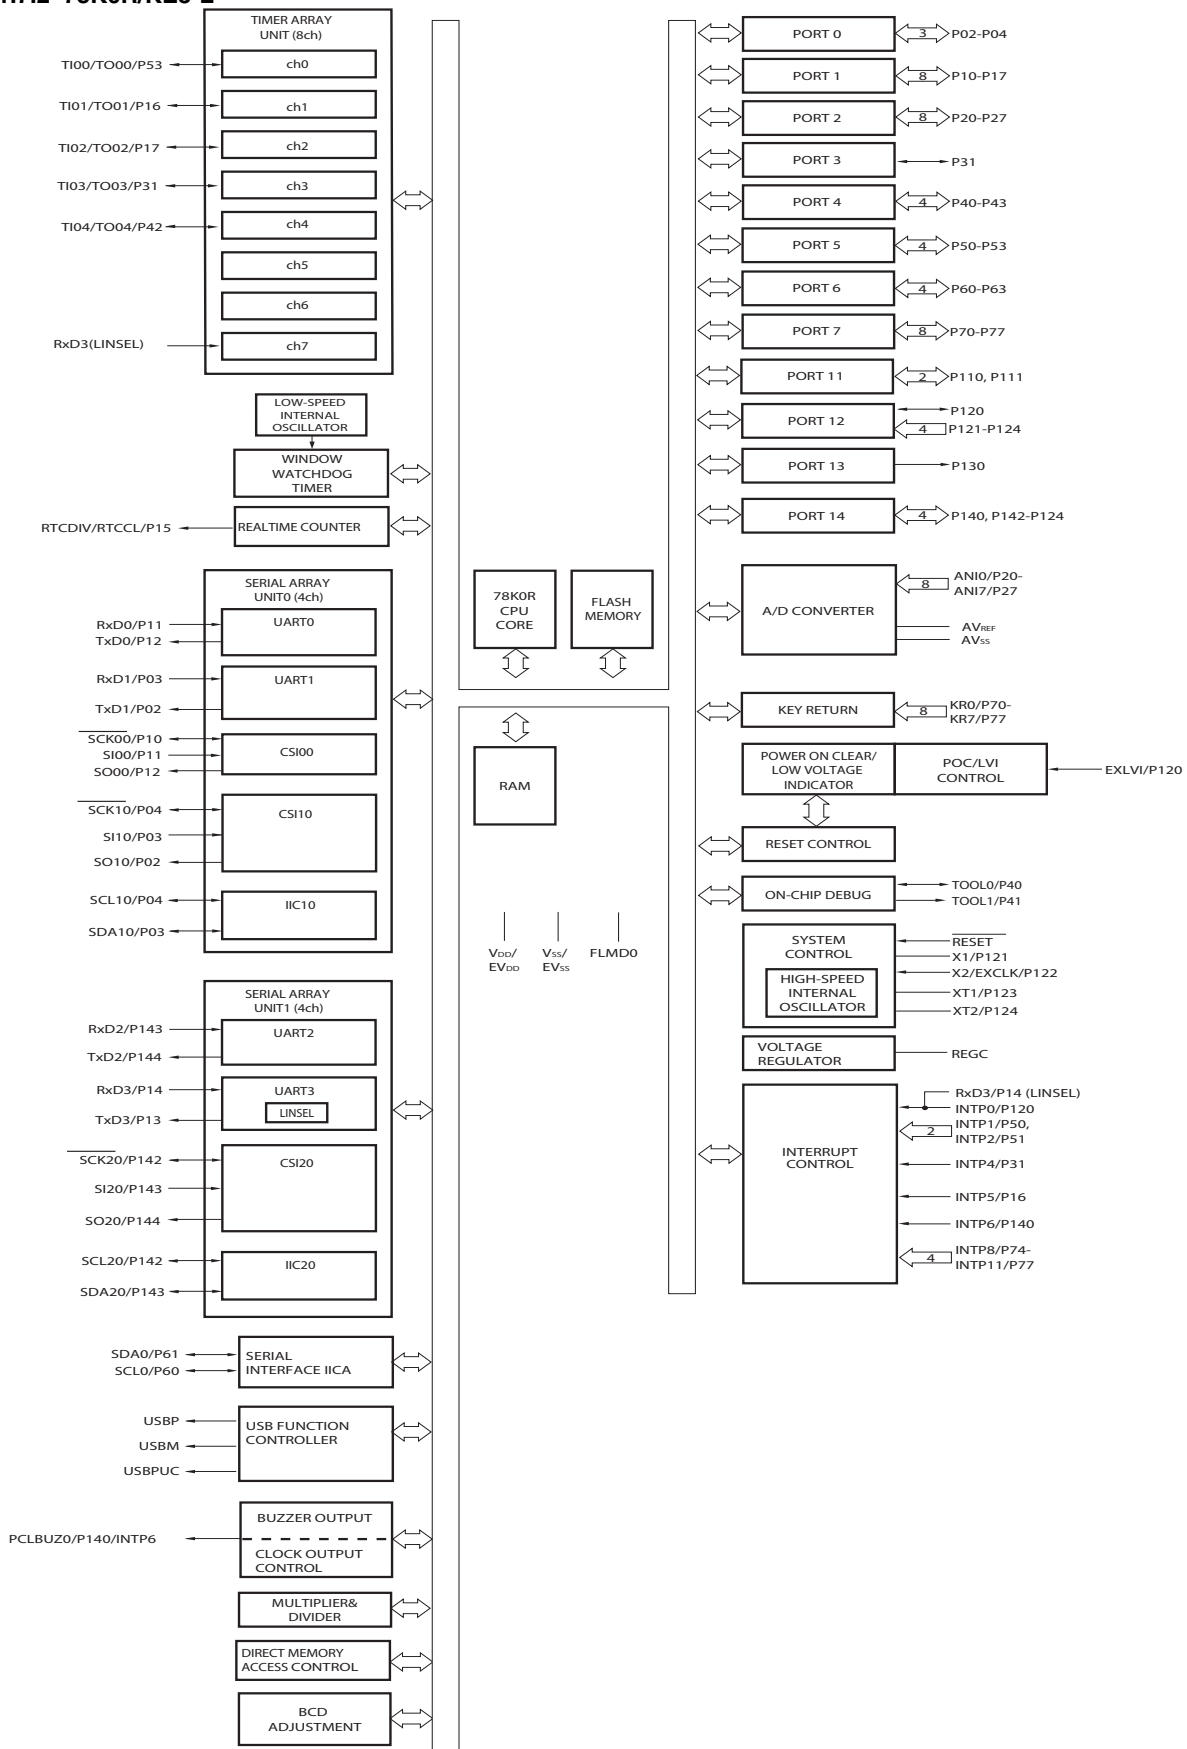 TIMER ARRAY
UNIT (8ch)
TI00/TO00/P53
ch0
TI01/TO01/P16
ch1
TI02/TO02/P17
ch2
TI03/TO03/P31
ch3
TI04/TO04/P42
ch4
ch5
ch6
RxD3(LINSEL)
ch7
LOW-SPEED
INTERNAL
OSCILLATOR
WINDOW
WATCHDOG
TIMER
RTCDIV/RTCCL/P15
REALTIME COUNTER
SERIAL ARRAY
UNIT0 (4ch)
UART0
RxD0/P11
TxD0/P12
UART1
RxD1/P03
TxD1/P02
SCK00/P10
SI00/P11
SO00/P12
CSI00
SCK10/P04
SI10/P03
SO10/P02
CSI10
SCL10/P04
SDA10/P03
IIC10
SERIAL ARRAY
UNIT1 (4ch)
UART2
RxD2/P143
TxD2/P144
UART3
LINSEL
RxD3/P14
TxD3/P13
SCK20/P142
SI20/P143
SO20/P144
CSI20
SCL20/P142
SDA20/P143
IIC20
SDA0/P61
SCL0/P60
SERIAL
INTERFACE IICA
USBP
USBM
USBPUC
USB FUNCTION
CONTROLLER
PCLBUZ0/P140/INTP6
BUZZER OUTPUT
CLOCK OUTPUT
CONTROL
MULTIPLIER&
DIVIDER
DIRECT MEMORY
ACCESS CONTROL
BCD
ADJUSTMENT
78K0R
CPU
CORE
FLASH
MEMORY
RAM
VDD/
EVDD
VSS/
EVSS
FLMD0
PORT 0
3
P02-P04
PORT 1
8
P10-P17
PORT 2
8
P20-P27
PORT 3
P31
PORT 4
4
P40-P43
PORT 5
4
P50-P53
PORT 6
4
P60-P63
PORT 7
8
P70-P77
PORT 11
2
P110, P111
PORT 12
P120
4
P121-P124
PORT 13
P130
PORT 14
4
P140, P142-P124
A/D CONVERTER
8
ANI0/P20-
ANI7/P27
AVREF
AVSS
KEY RETURN
8
KR0/P70-
KR7/P77
POWER ON CLEAR/
LOW VOLTAGE
INDICATOR
POC/LVI
CONTROL
EXLVI/P120
RESET CONTROL
ON-CHIP DEBUG
TOOL0/P40
TOOL1/P41
SYSTEM
CONTROL
HIGH-SPEED
INTERNAL
OSCILLATOR
RESET
X1/P121
X2/EXCLK/P122
XT1/P123
XT2/P124
VOLTAGE
REGULATOR
REGC
INTERRUPT
CONTROL
RxD3/P14 (LINSEL)
INTP0/P120
2
INTP1/P50,
INTP2/P51
INTP4/P31
INTP5/P16
INTP6/P140
4
INTP8/P74-
INTP11/P77